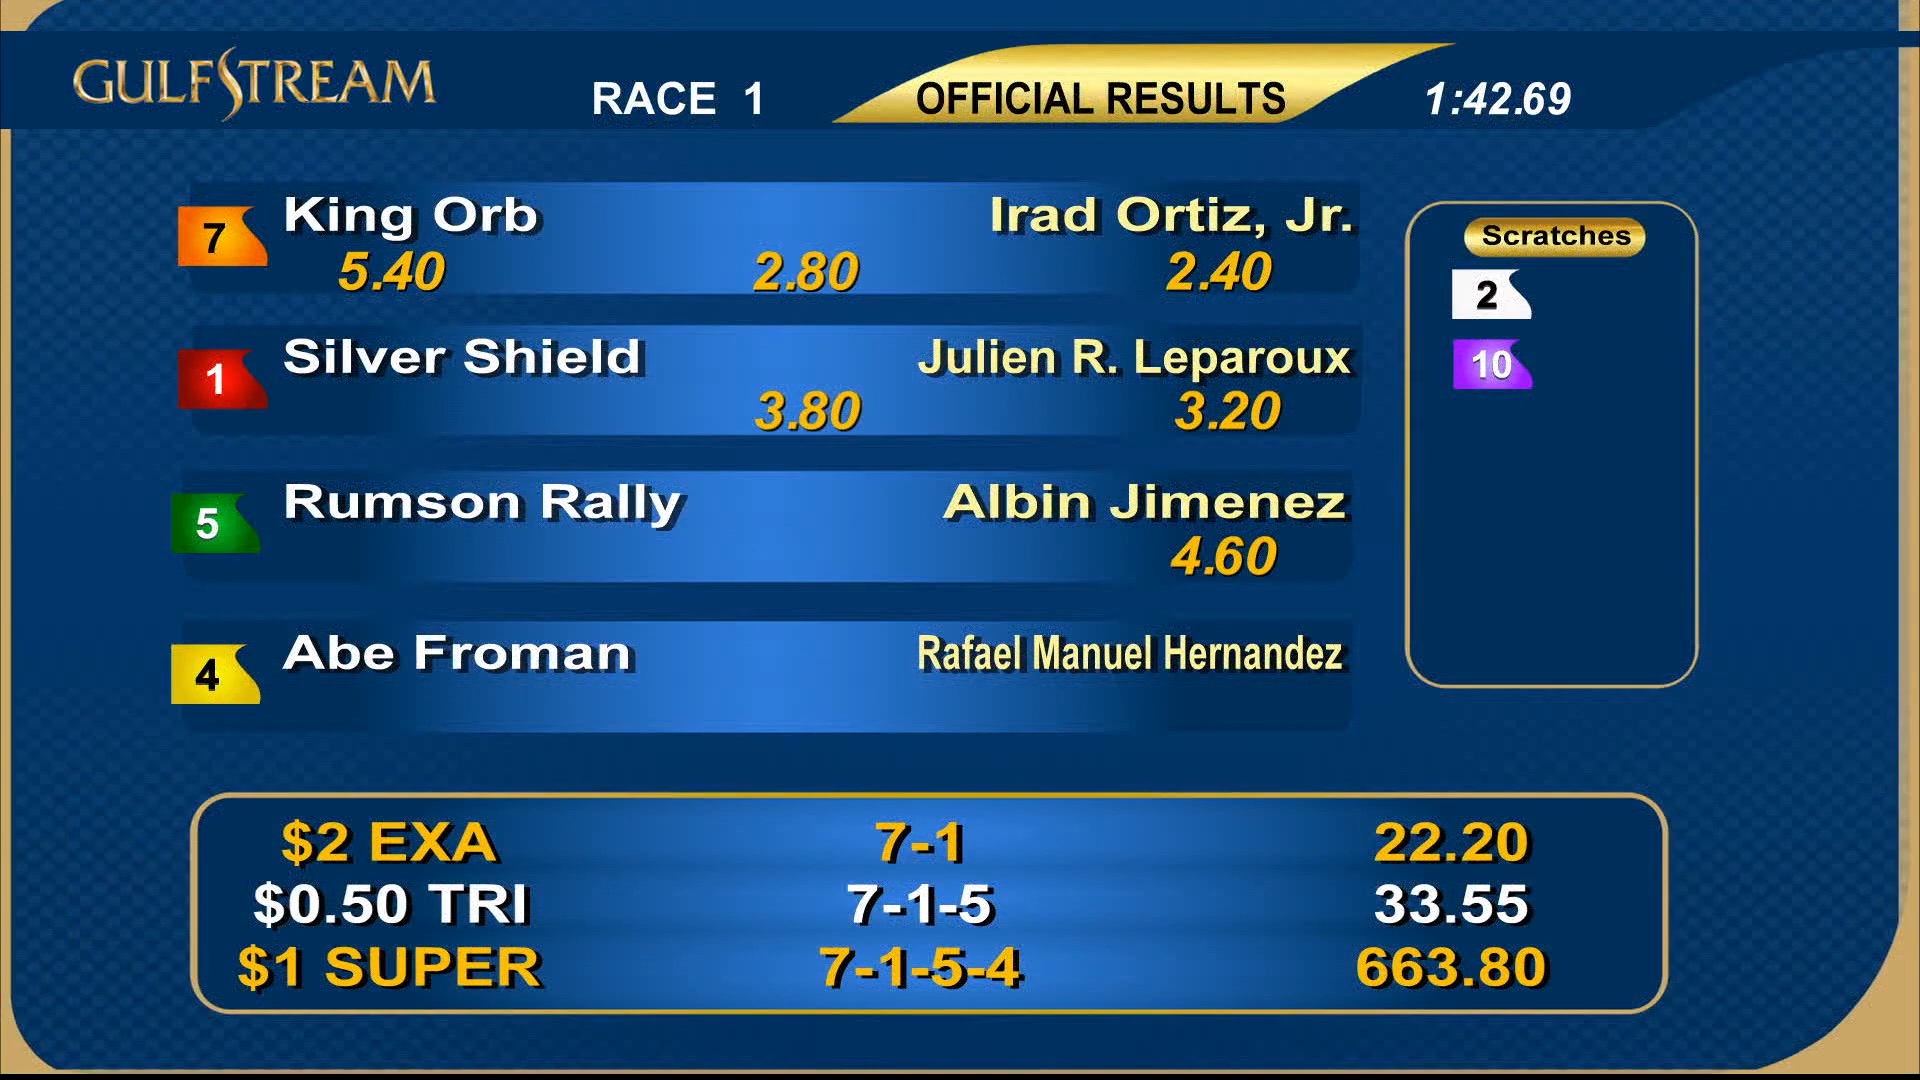 GULFSTREAM RACE 1 OFFICIAL RESULTS 1:42.69
7 King Orb Irad Ortiz, Jr.
5.40 2.80 2.40
1 Silver Shield Julien R. Leparoux
3.80 3.20
5 Rumson Rally Albin Jimenez
4.60
4 Abe Froman Rafael Manuel Hernandez
Scratches
2
10
$2 EXA 7-1 22.20
$0.50 TRI 7-1-5 33.55
$1 SUPER 7-1-5-4 663.80